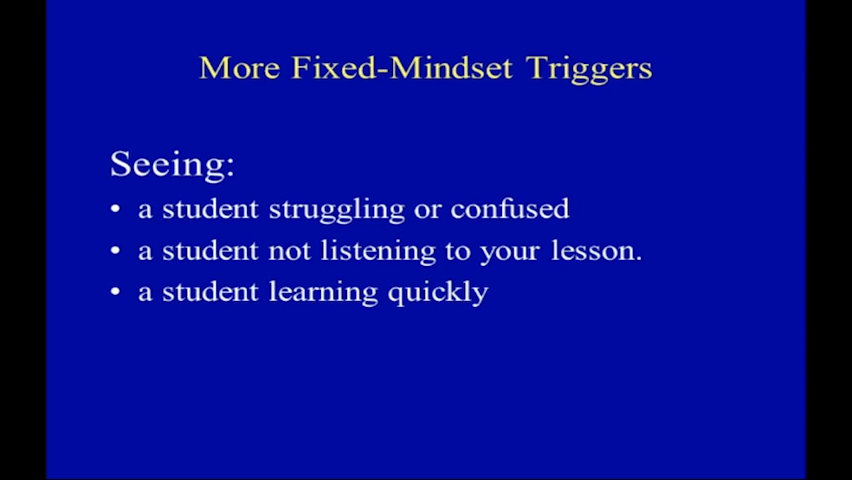 More Fixed-Mindset Triggers
Seeing:
• a student struggling or confused
• a student not listening to your lesson.
• a student learning quickly